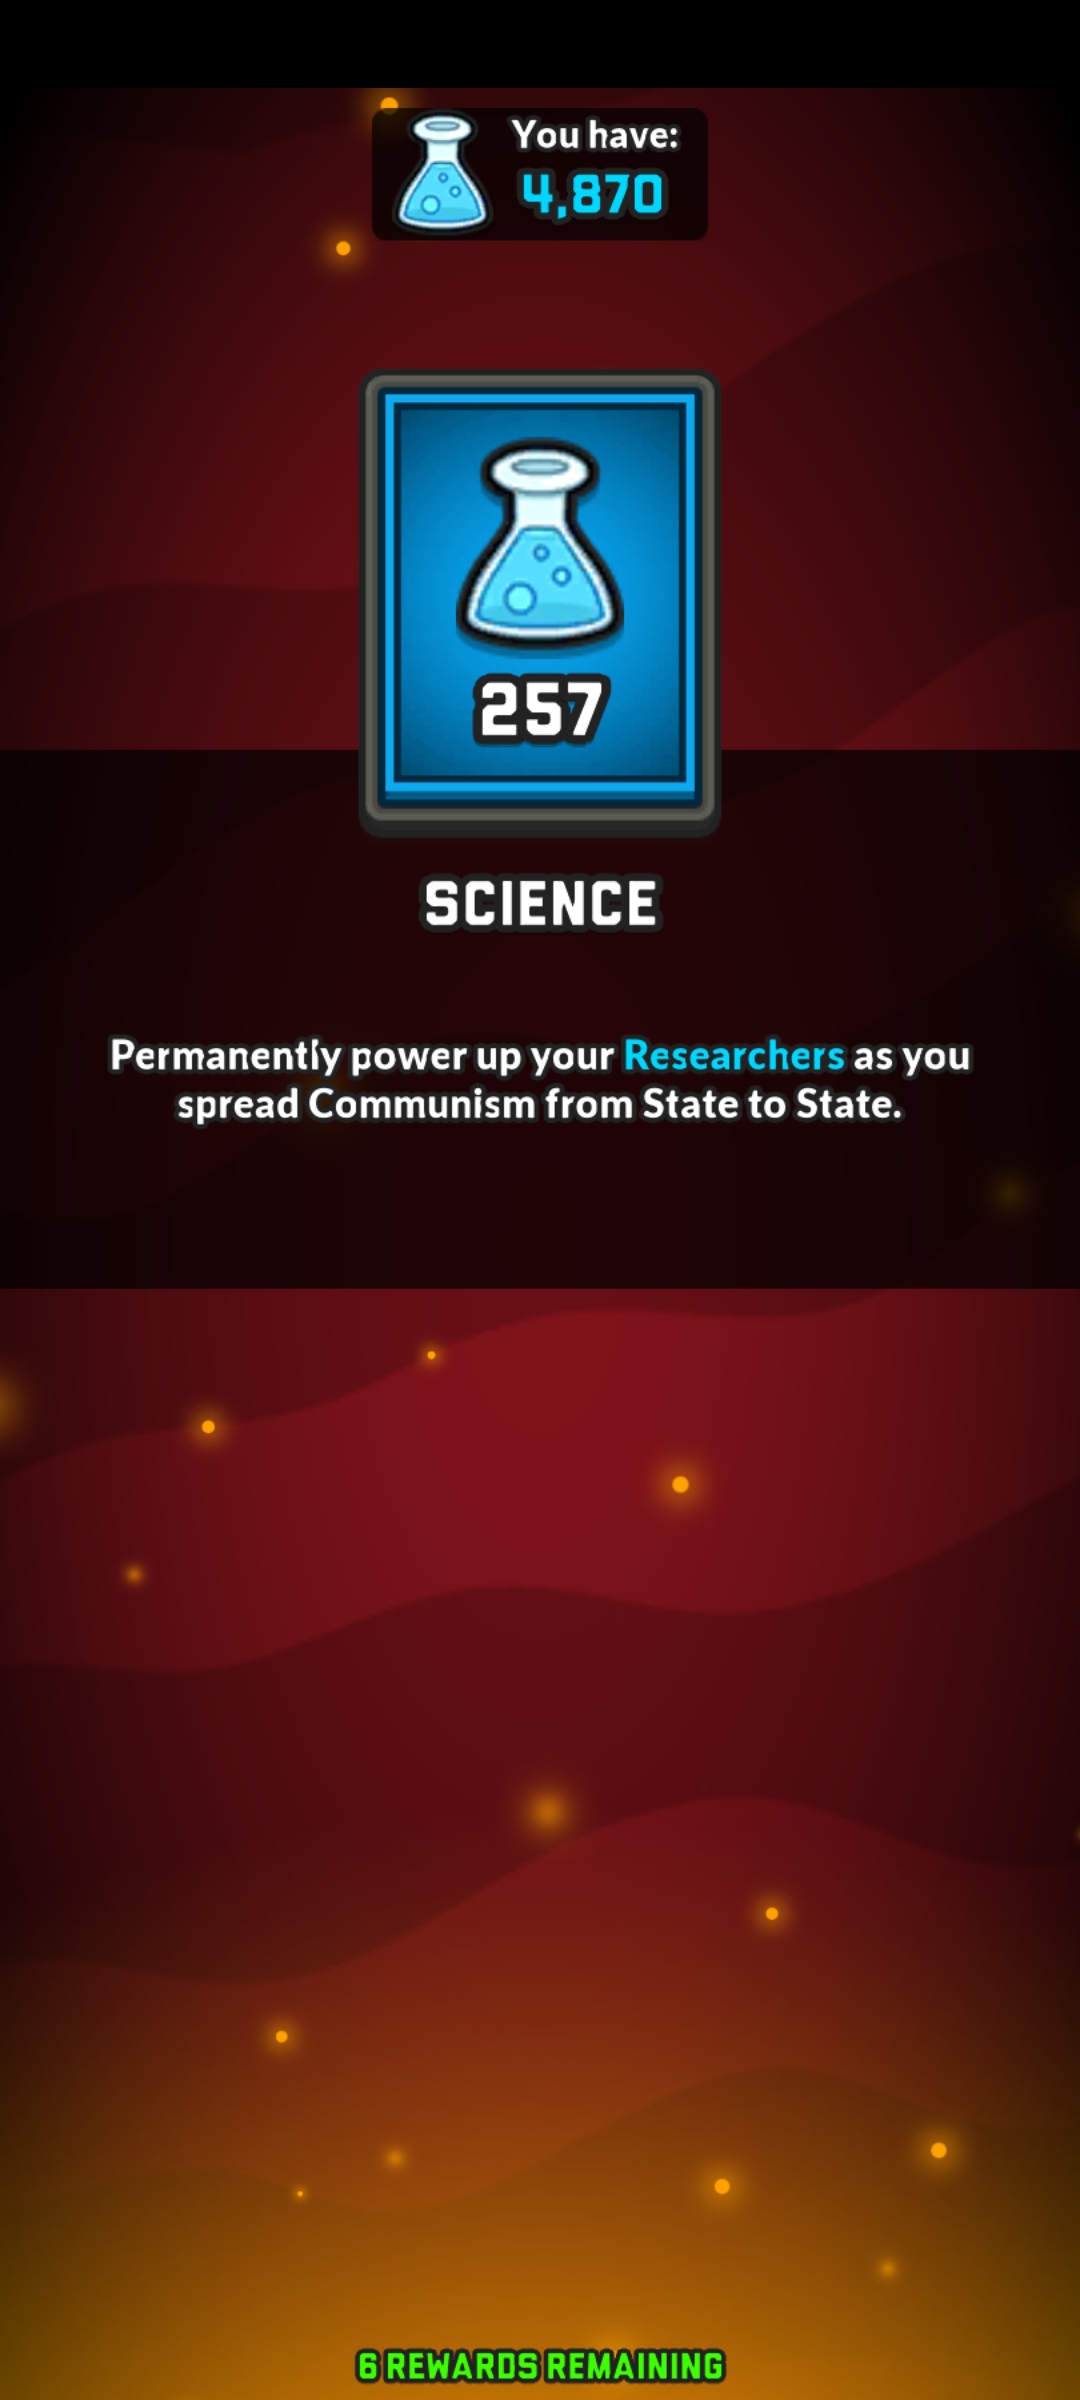 You have:
4,870
257
SCIENCE
Permanently power up your Researchers as you
spread Communism from State to State.
6 REWARDS REMAINING